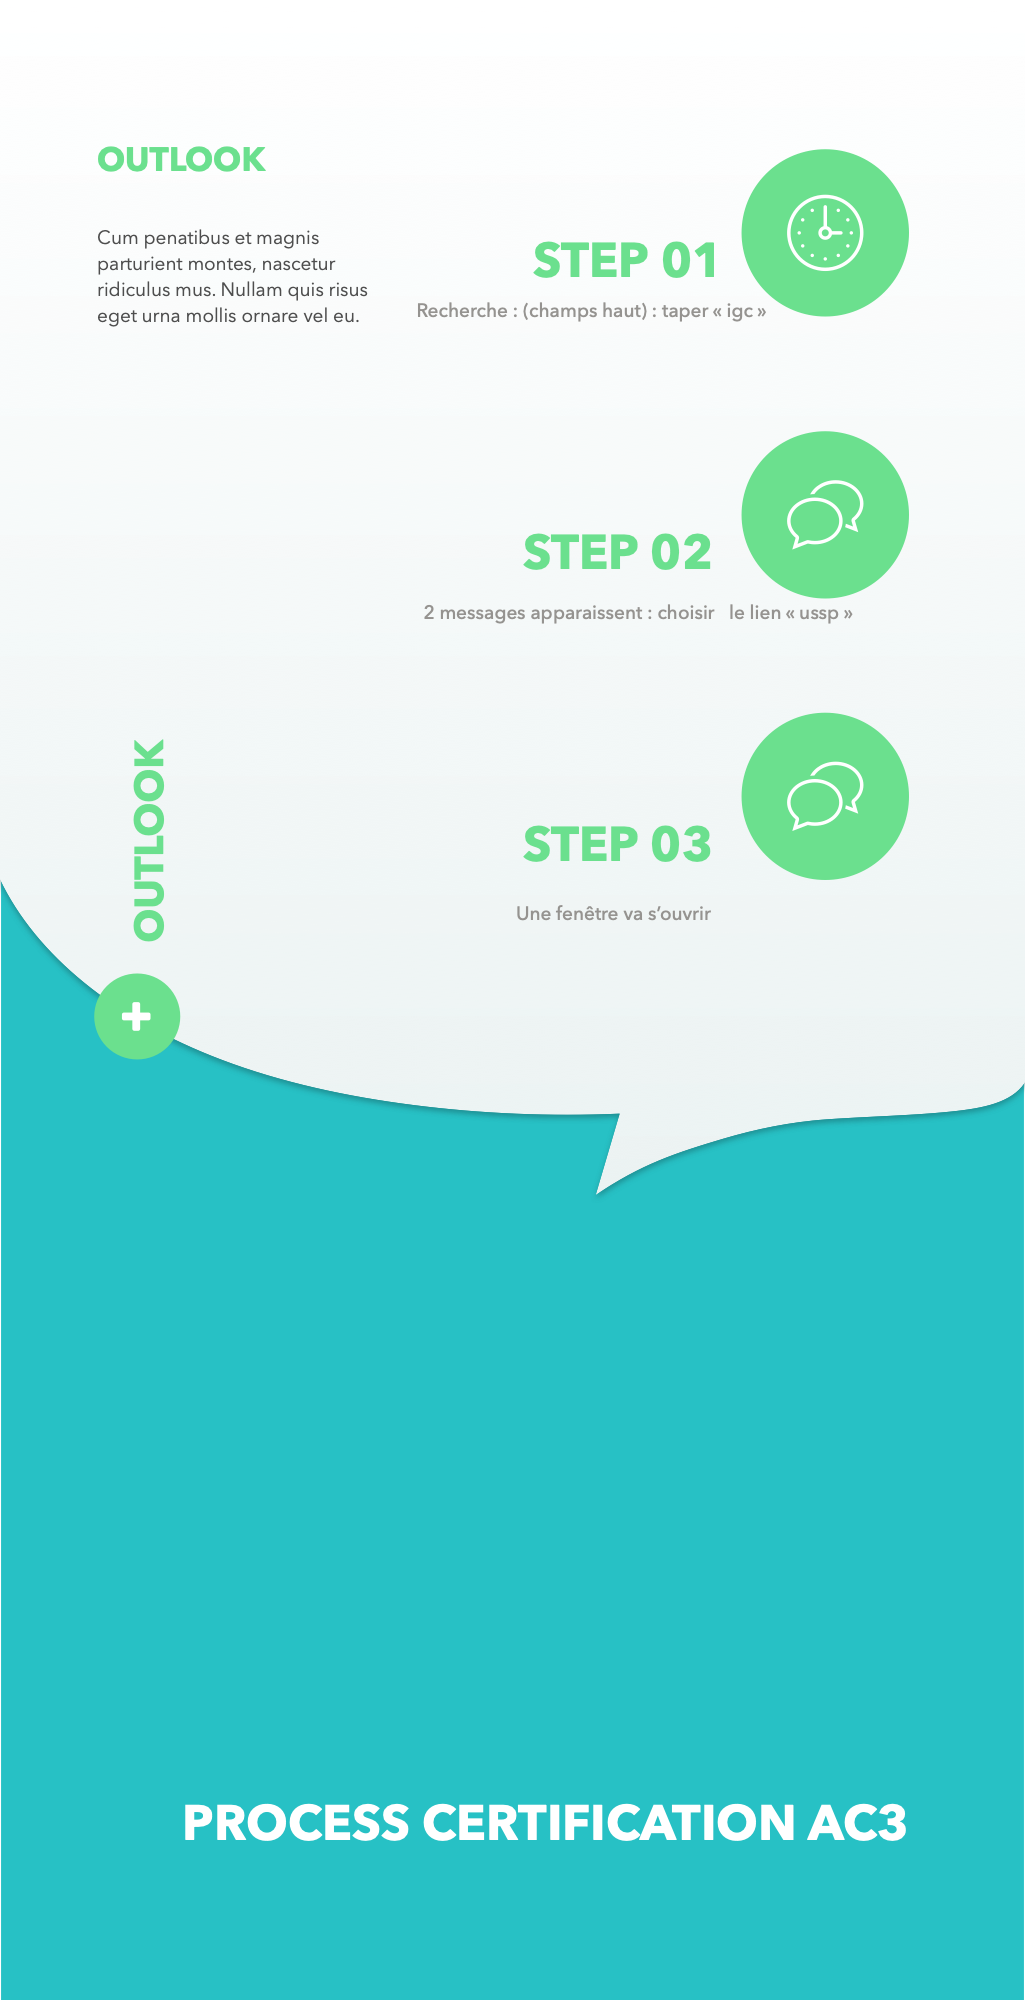 OUTLOOK
Cum penatibus et magnis
parturient montes, nascetur
ridiculus mus. Nullam quis risus
eget urna mollis ornare vel eu.
STEP 01
Recherche : (champs haut) : taper « igc »
STEP 02
2 messages apparaissent : choisir le lien « ussp »
STEP 03
Une fenêtre va s’ouvrir
OUTLOOK
PROCESS CERTIFICATION AC3